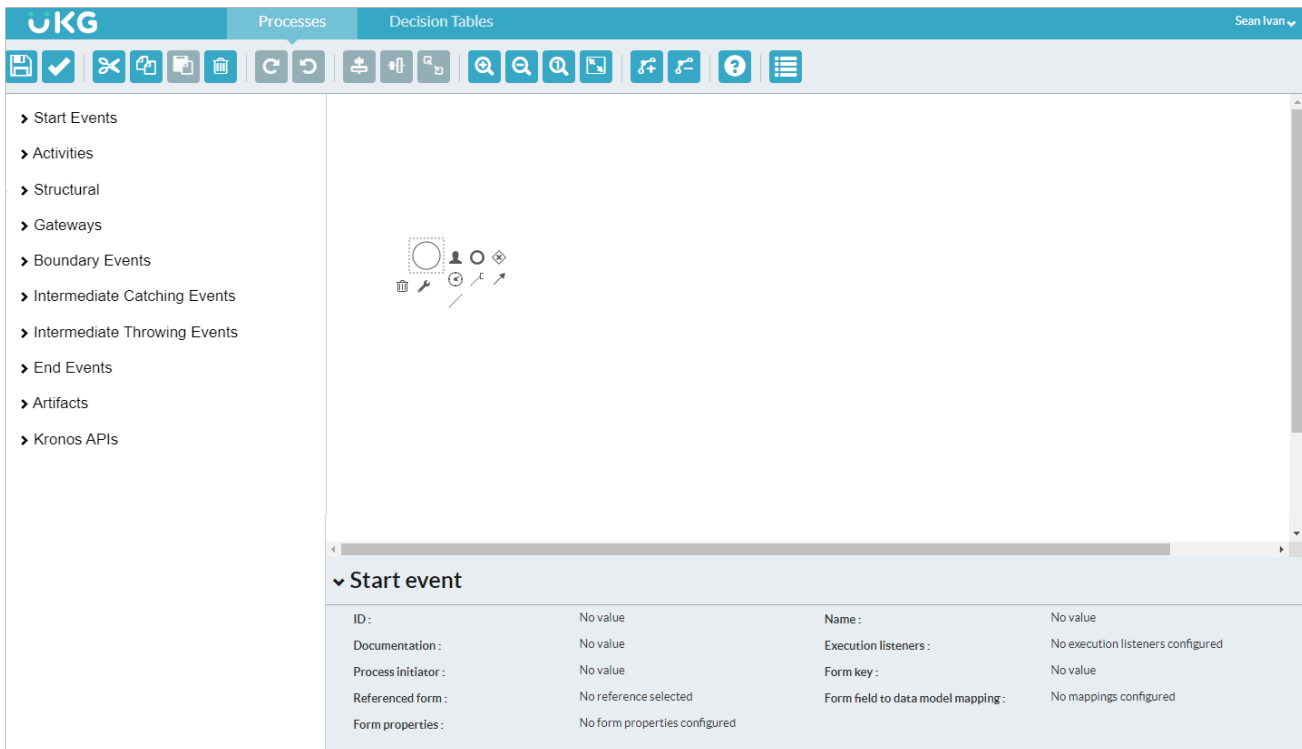 UKG
Processes
Decision Tables
Sean Ivan
Start Events
Activities
Structural
Gateways
Boundary Events
Intermediate Catching Events
Intermediate Throwing Events
End Events
Artifacts
Kronos APIs
Start event
ID : No value Name : No value
Documentation : No value Execution listeners : No execution listeners configured
Process initiator : No value Form key : No value
Referenced form : No reference selected Form field to data model mapping : No mappings configured
Form properties : No form properties configured